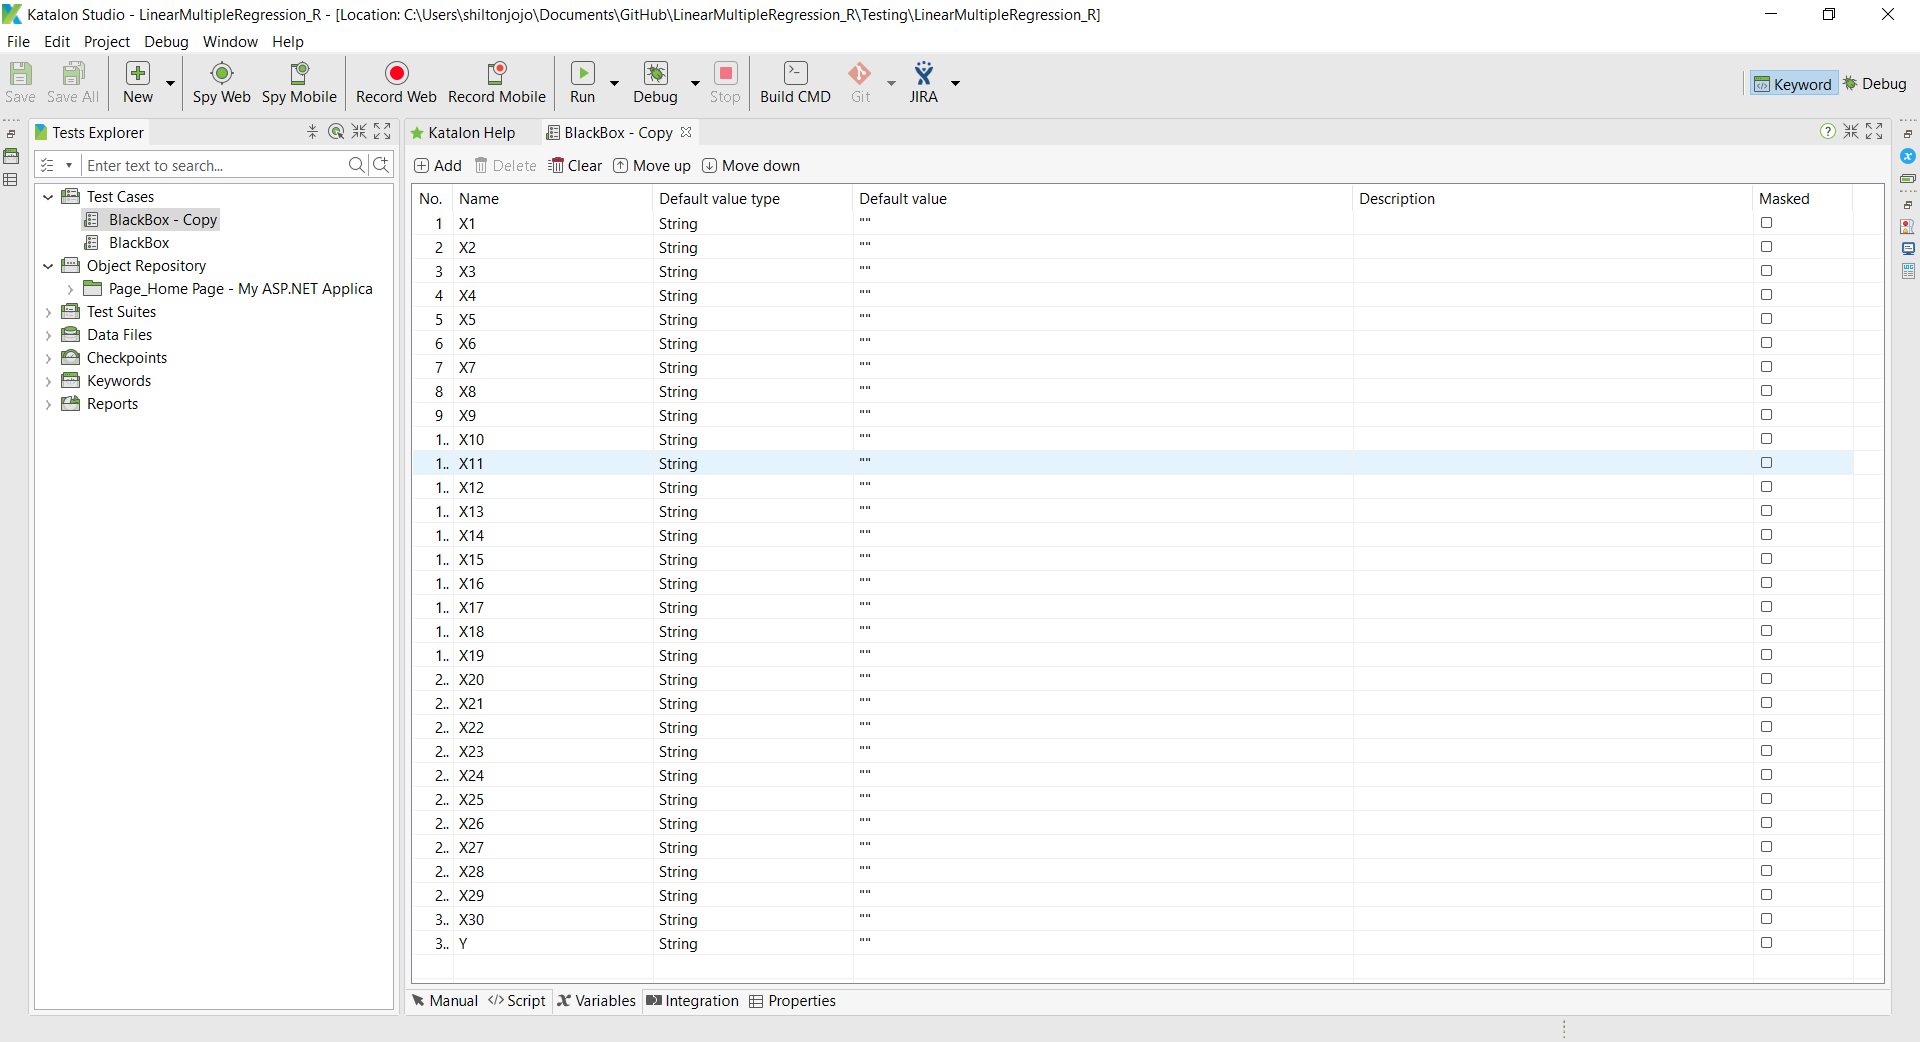 Katalon Studio - LinearMultipleRegression_R - [Location: C:\Users\shiltonjojo\Documents\GitHub\LinearMultipleRegression_R\Testing\LinearMultipleRegression_R]
File Edit Project Debug Window Help
Save Save All New Spy Web Spy Mobile Record Web Record Mobile Run Debug Stop Build CMD Git JIRA Keyword Debug
Tests Explorer
Enter text to search...
Test Cases
BlackBox - Copy
BlackBox
Object Repository
Page_Home Page - My ASP.NET Applica
Test Suites
Data Files
Checkpoints
Keywords
Reports
Katalon Help BlackBox - Copy
Add Delete Clear Move up Move down
No. Name Default value type Default value Description Masked
1 X1 String ""
2 X2 String ""
3 X3 String ""
4 X4 String ""
5 X5 String ""
6 X6 String ""
7 X7 String ""
8 X8 String ""
9 X9 String ""
1.. X10 String ""
1.. X11 String ""
1.. X12 String ""
1.. X13 String ""
1.. X14 String ""
1.. X15 String ""
1.. X16 String ""
1.. X17 String ""
1.. X18 String ""
1.. X19 String ""
2.. X20 String ""
2.. X21 String ""
2.. X22 String ""
2.. X23 String ""
2.. X24 String ""
2.. X25 String ""
2.. X26 String ""
2.. X27 String ""
2.. X28 String ""
2.. X29 String ""
3.. X30 String ""
3.. Y String ""
Manual Script Variables Integration Properties